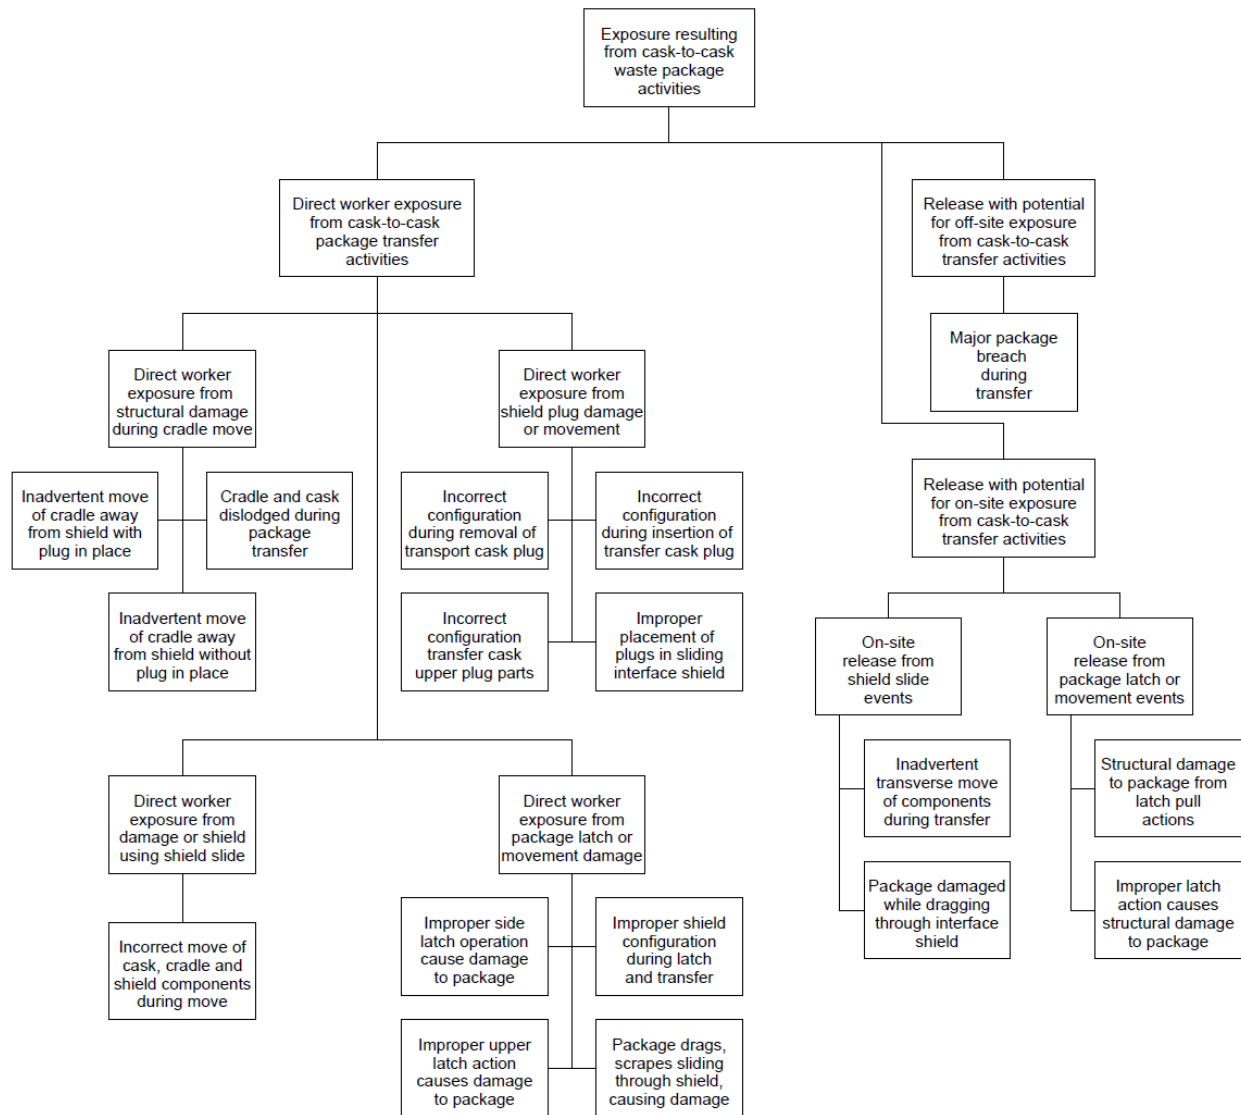 Exposure resulting
from cask-to-cask
waste package
activities
Direct worker exposure
from cask-to-cask
package transfer
activities
Release with potential
for off-site exposure
from cask-to-cask
transfer activities
Major package
breach
during
transfer
Direct worker
exposure from
structural damage
during cradle move
Direct worker
exposure from
shield plug damage
or movement
Inadvertent move
of cradle away
from shield with
plug in place
Cradle and cask
dislodged during
package
transfer
Inadvertent move
of cradle away
from shield without
plug in place
Incorrect
configuration
during removal of
transport cask plug
Incorrect
configuration
during insertion of
transfer cask plug
Incorrect
configuration
transfer cask
upper plug parts
Improper
placement of
plugs in sliding
interface shield
Release with potential
for on-site exposure
from cask-to-cask
transfer activities
On-site
release from
shield slide
events
On-site
release from
package latch or
movement events
Inadvertent
transverse move
of components
during transfer
Structural damage
to package from
latch pull
actions
Package damaged
while dragging
through interface
shield
Improper latch
action causes
structural damage
to package
Direct worker
exposure from
damage or shield
using shield slide
Direct worker
exposure from
package latch or
movement damage
Incorrect move of
cask, cradle and
shield components
during move
Improper side
latch operation
cause damage
to package
Improper shield
configuration
during latch
and transfer
Improper upper
latch action
causes damage
to package
Package drags,
scrapes sliding
through shield,
causing damage